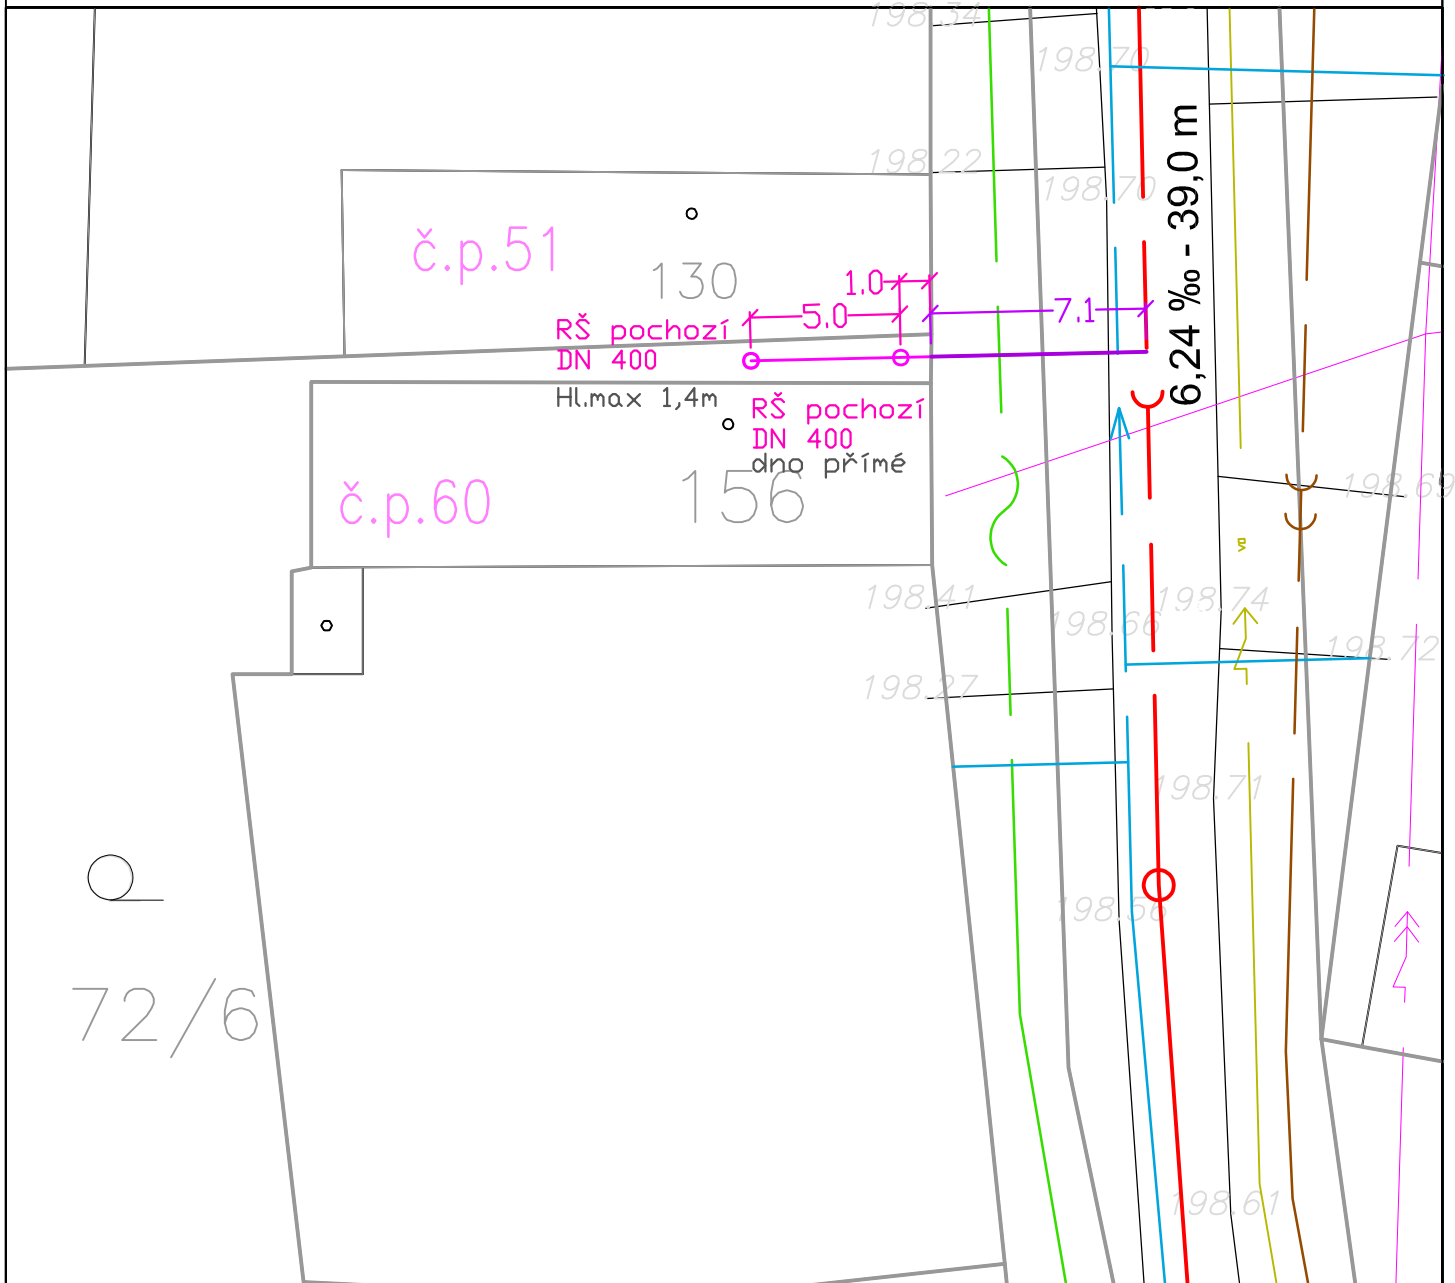 198.34
198.70
198.22
198.70
6,24 ‰ - 39,0 m
č.p.51
130
1.0
5.0
7.1
RŠ pochozí
DN 400
Hl.max 1,4m
RŠ pochozí
DN 400
dno přímé
č.p.60
156
198.69
198.41
198.66
198.74
198.72
198.27
198.71
198.56
72/6
198.61